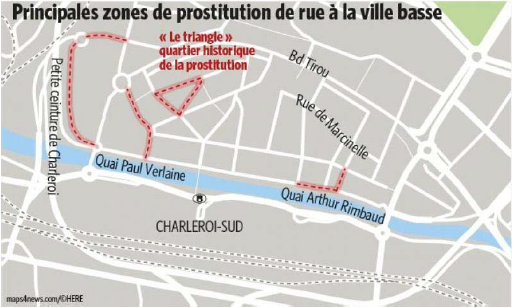 Principales zones de prostitution de rue à la ville basse
« Le triangle »
quartier historique
de la prostitution
Bd Tirou
Petite ceinture de Charleroi
Rue de Marcinelle
Quai Paul Verlaine
Quai Arthur Rimbaud
CHARLEROI-SUD
maps4news.com/©HERE